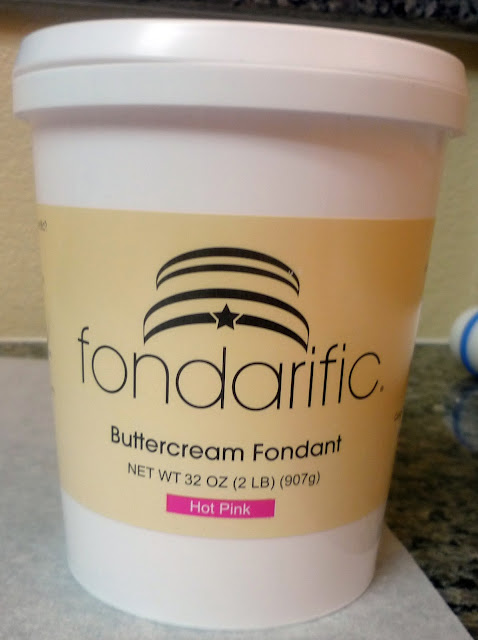 fondarific.
Buttercream Fondant
NET WT 32 OZ (2 LB) (907g)
Hot Pink